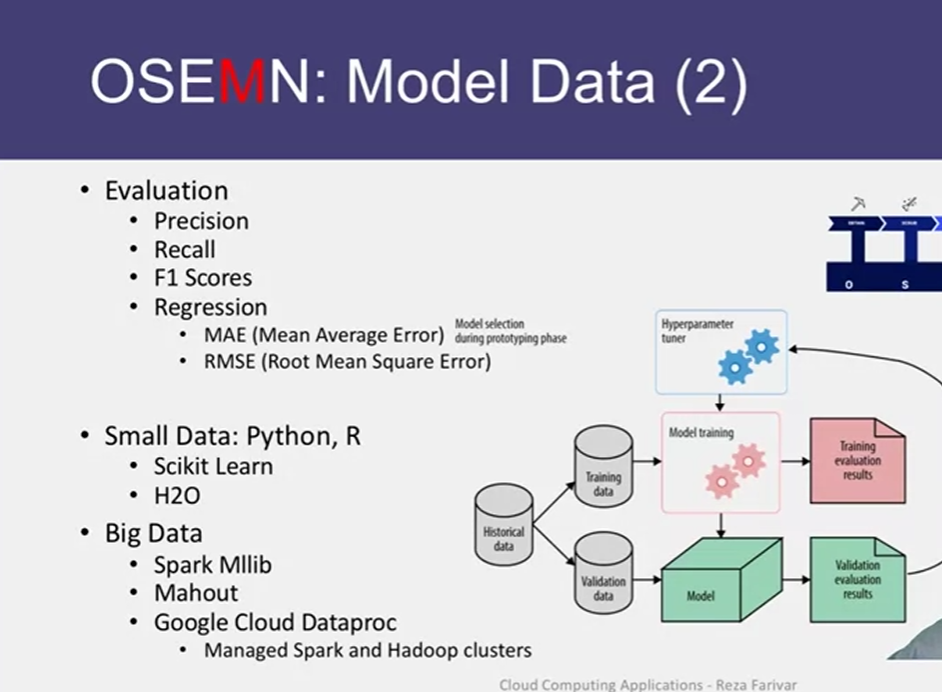 OSEMN: Model Data (2)
• Evaluation
• Precision
• Recall
• F1 Scores
• Regression
• MAE (Mean Average Error)
• RMSE (Root Mean Square Error)
• Small Data: Python, R
• Scikit Learn
• H2O
• Big Data
• Spark Mllib
• Mahout
• Google Cloud Dataproc
• Managed Spark and Hadoop clusters
OBTAIN
SCRUB
O
S
Model selection
during prototyping phase
Hyperparameter
tuner
Model training
Training
evaluation
results
Training
data
Historical
data
Validation
data
Model
Validation
evaluation
results
Cloud Computing Applications - Reza Farivar